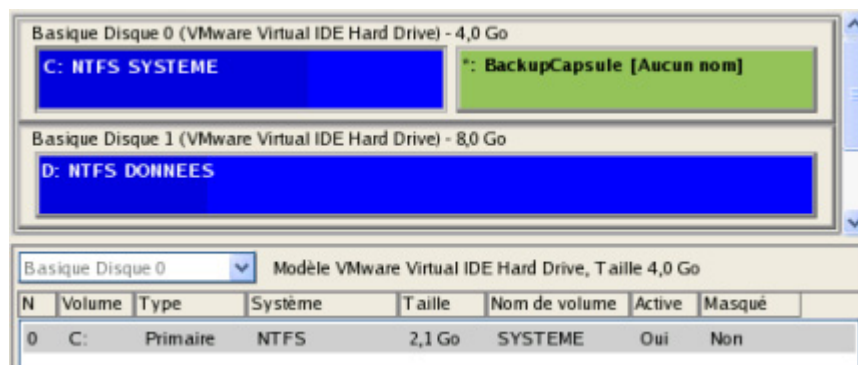 Basique Disque 0 (VMware Virtual IDE Hard Drive) - 4,0 Go
C: NTFS SYSTEME
*: BackupCapsule [Aucun nom]
Basique Disque 1 (VMware Virtual IDE Hard Drive) - 8,0 Go
D: NTFS DONNEES
Basique Disque 0 Modèle VMware Virtual IDE Hard Drive, Taille 4,0 Go
N Volume Type Système Taille Nom de volume Active Masqué
0 C: Primaire NTFS 2,1 Go SYSTEME Oui Non